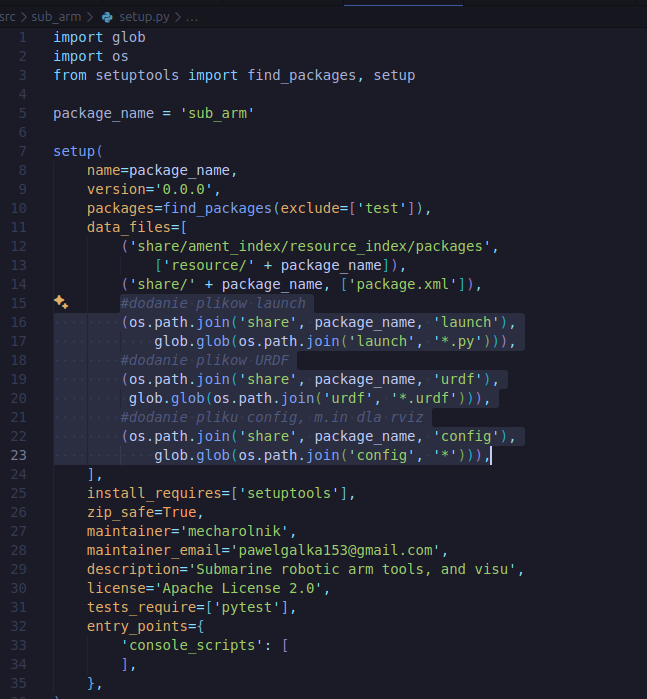 src > sub_arm > setup.py > ...
1 import glob
2 import os
3 from setuptools import find_packages, setup
4
5 package_name = 'sub_arm'
6
7 setup(
8     name=package_name,
9     version='0.0.0',
10     packages=find_packages(exclude=['test']),
11     data_files=[
12         ('share/ament_index/resource_index/packages',
13             ['resource/' + package_name]),
14         ('share/' + package_name, ['package.xml']),
15         #dodanie plikow launch
16         (os.path.join('share', package_name, 'launch'),
17             glob.glob(os.path.join('launch', '*.py'))),
18         #dodanie plikow URDF
19         (os.path.join('share', package_name, 'urdf'),
20          glob.glob(os.path.join('urdf', '*.urdf'))),
21         #dodanie pliku config, m.in dla rviz
22         (os.path.join('share', package_name, 'config'),
23             glob.glob(os.path.join('config', '*'))),
24     ],
25     install_requires=['setuptools'],
26     zip_safe=True,
27     maintainer='mecharolnik',
28     maintainer_email='pawelgalka153@gmail.com',
29     description='Submarine robotic arm tools, and visu',
30     license='Apache License 2.0',
31     tests_require=['pytest'],
32     entry_points={
33         'console_scripts': [
34         ],
35     },